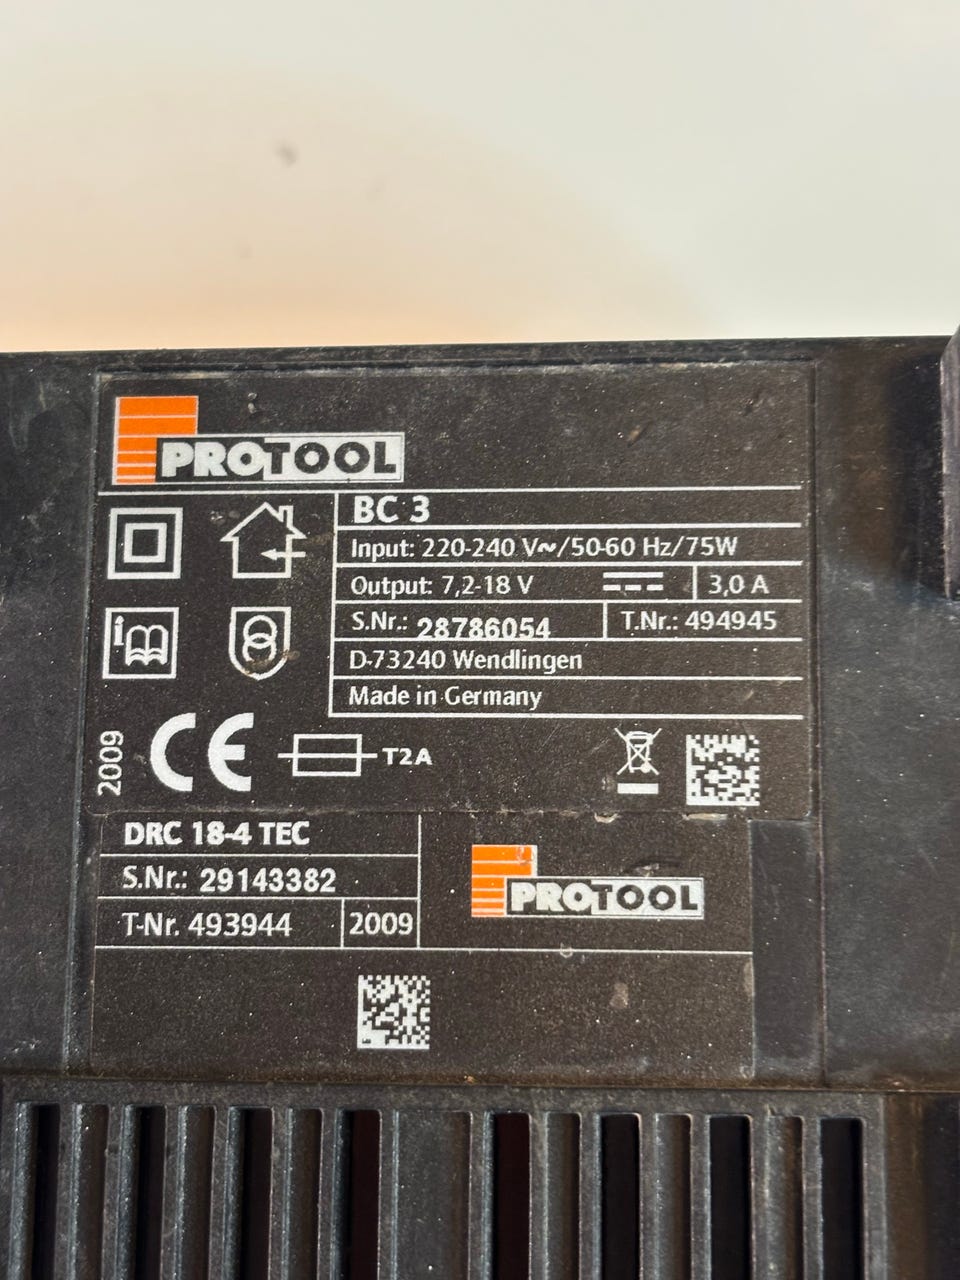 PROTOOL
BC 3
Input: 220-240 V~/50-60 Hz/75W
Output: 7,2-18 V ⎓ 3,0 A
S.Nr.: 28786054 T.Nr.: 494945
D-73240 Wendlingen
Made in Germany
i
2009 CE T2A
DRC 18-4 TEC
S.Nr.: 29143382
T-Nr. 493944 2009
PROTOOL